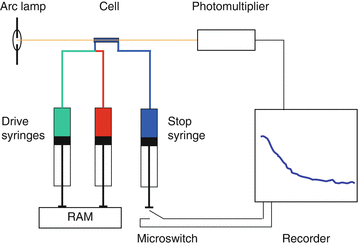 Arc lamp
Cell
Photomultiplier
Drive
syringes
Stop
syringe
RAM
Microswitch
Recorder